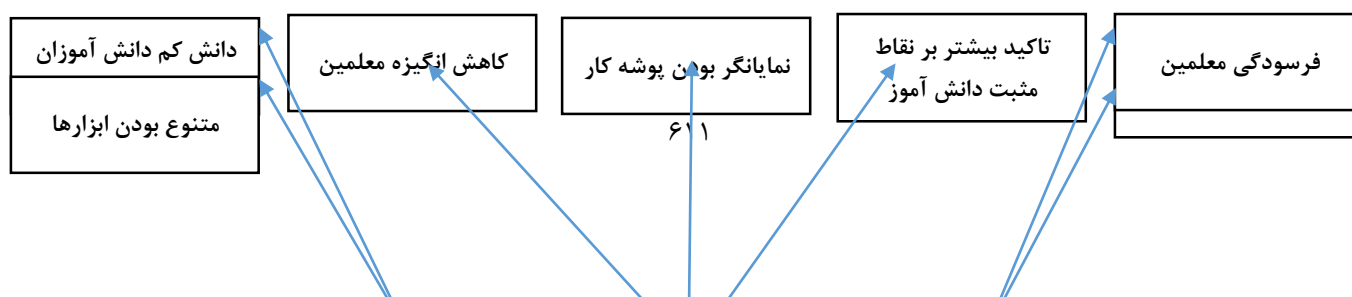 فرسودگی معلمین
تاکید بیشتر بر نقاط
مثبت دانش آموز
نمایانگر بودن پوشه کار
کاهش انگیزه معلمین
دانش کم دانش آموزان
متنوع بودن ابزارها
۶۱۱